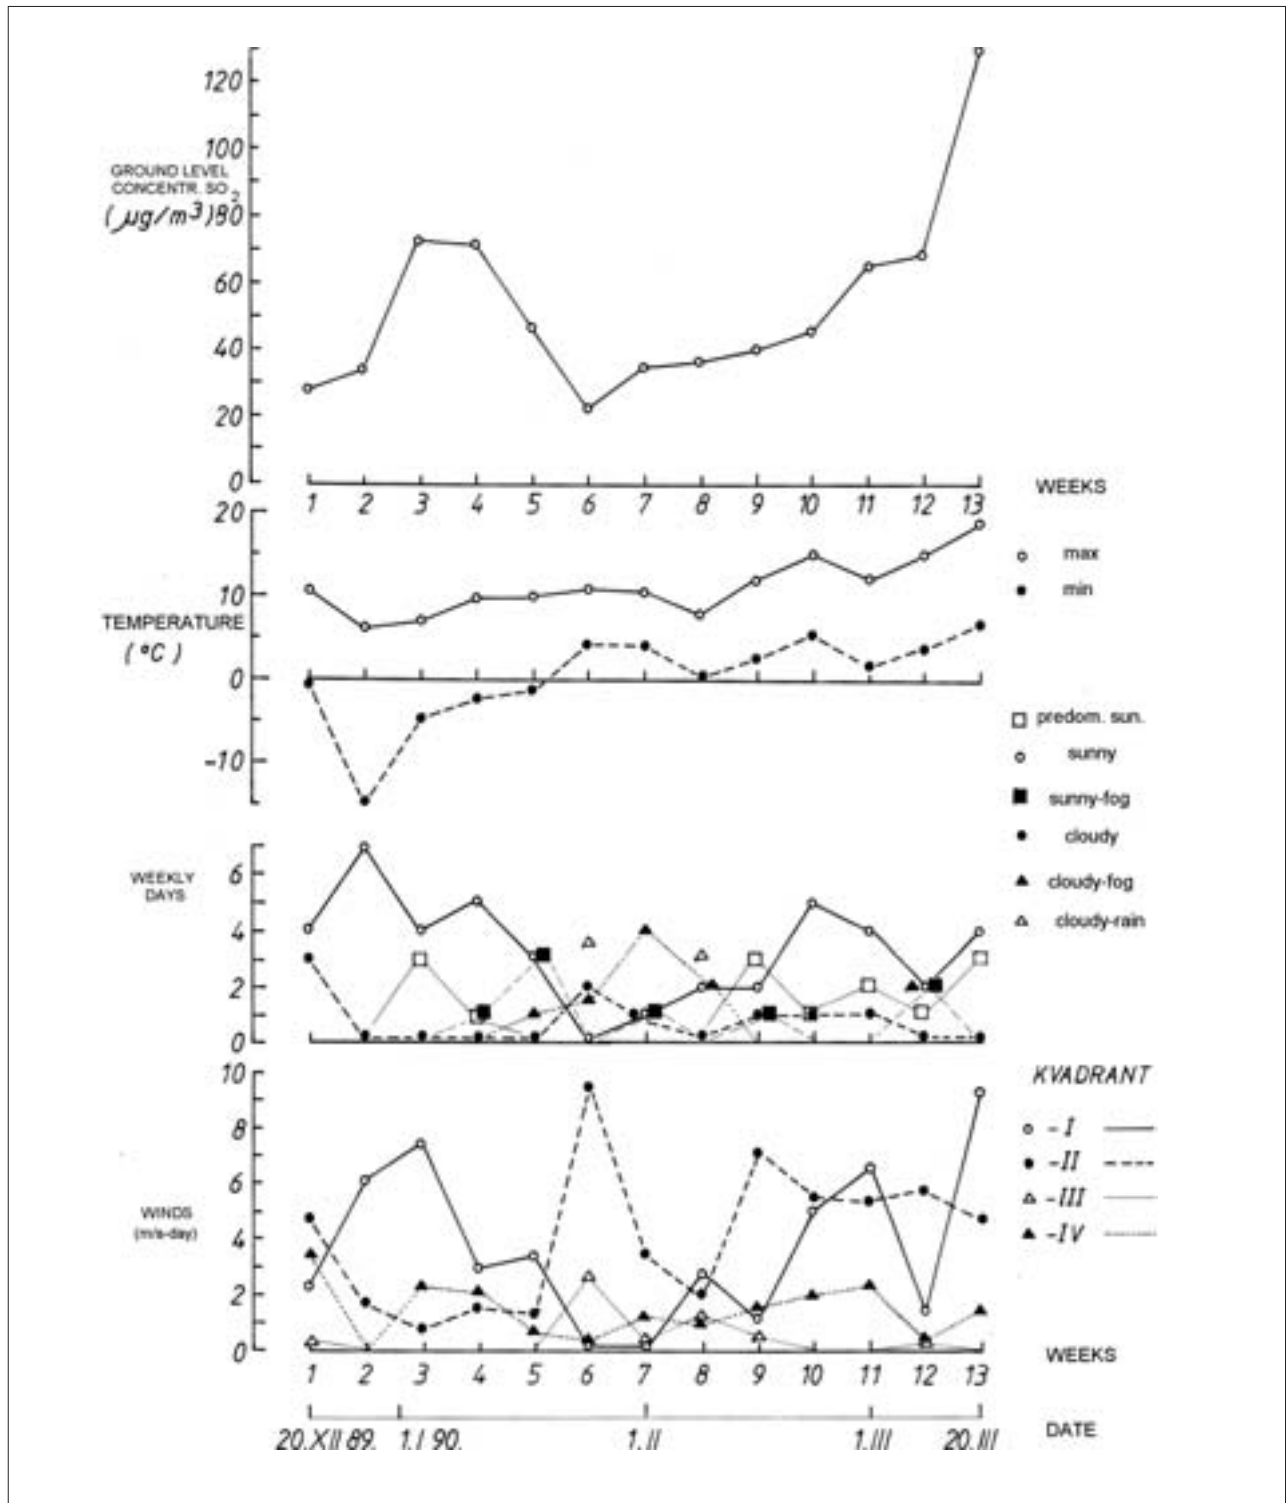 120
100
GROUND LEVEL
CONCENTR. SO2
(µg/m3) 80
60
40
20
0
1 2 3 4 5 6 7 8 9 10 11 12 13
WEEKS
20
max
10
min
TEMPERATURE
(°C)
0
-10
predom. sun.
sunny
sunny-fog
cloudy
cloudy-fog
cloudy-rain
WEEKLY
DAYS
6
4
2
0
KVADRANT
-I
-II
-III
-IV
10
8
6
WINDS
(m/s-day)
4
2
0
1 2 3 4 5 6 7 8 9 10 11 12 13
WEEKS
20.XII 89. 1.I 90. 1.II 1.III 20.III
DATE